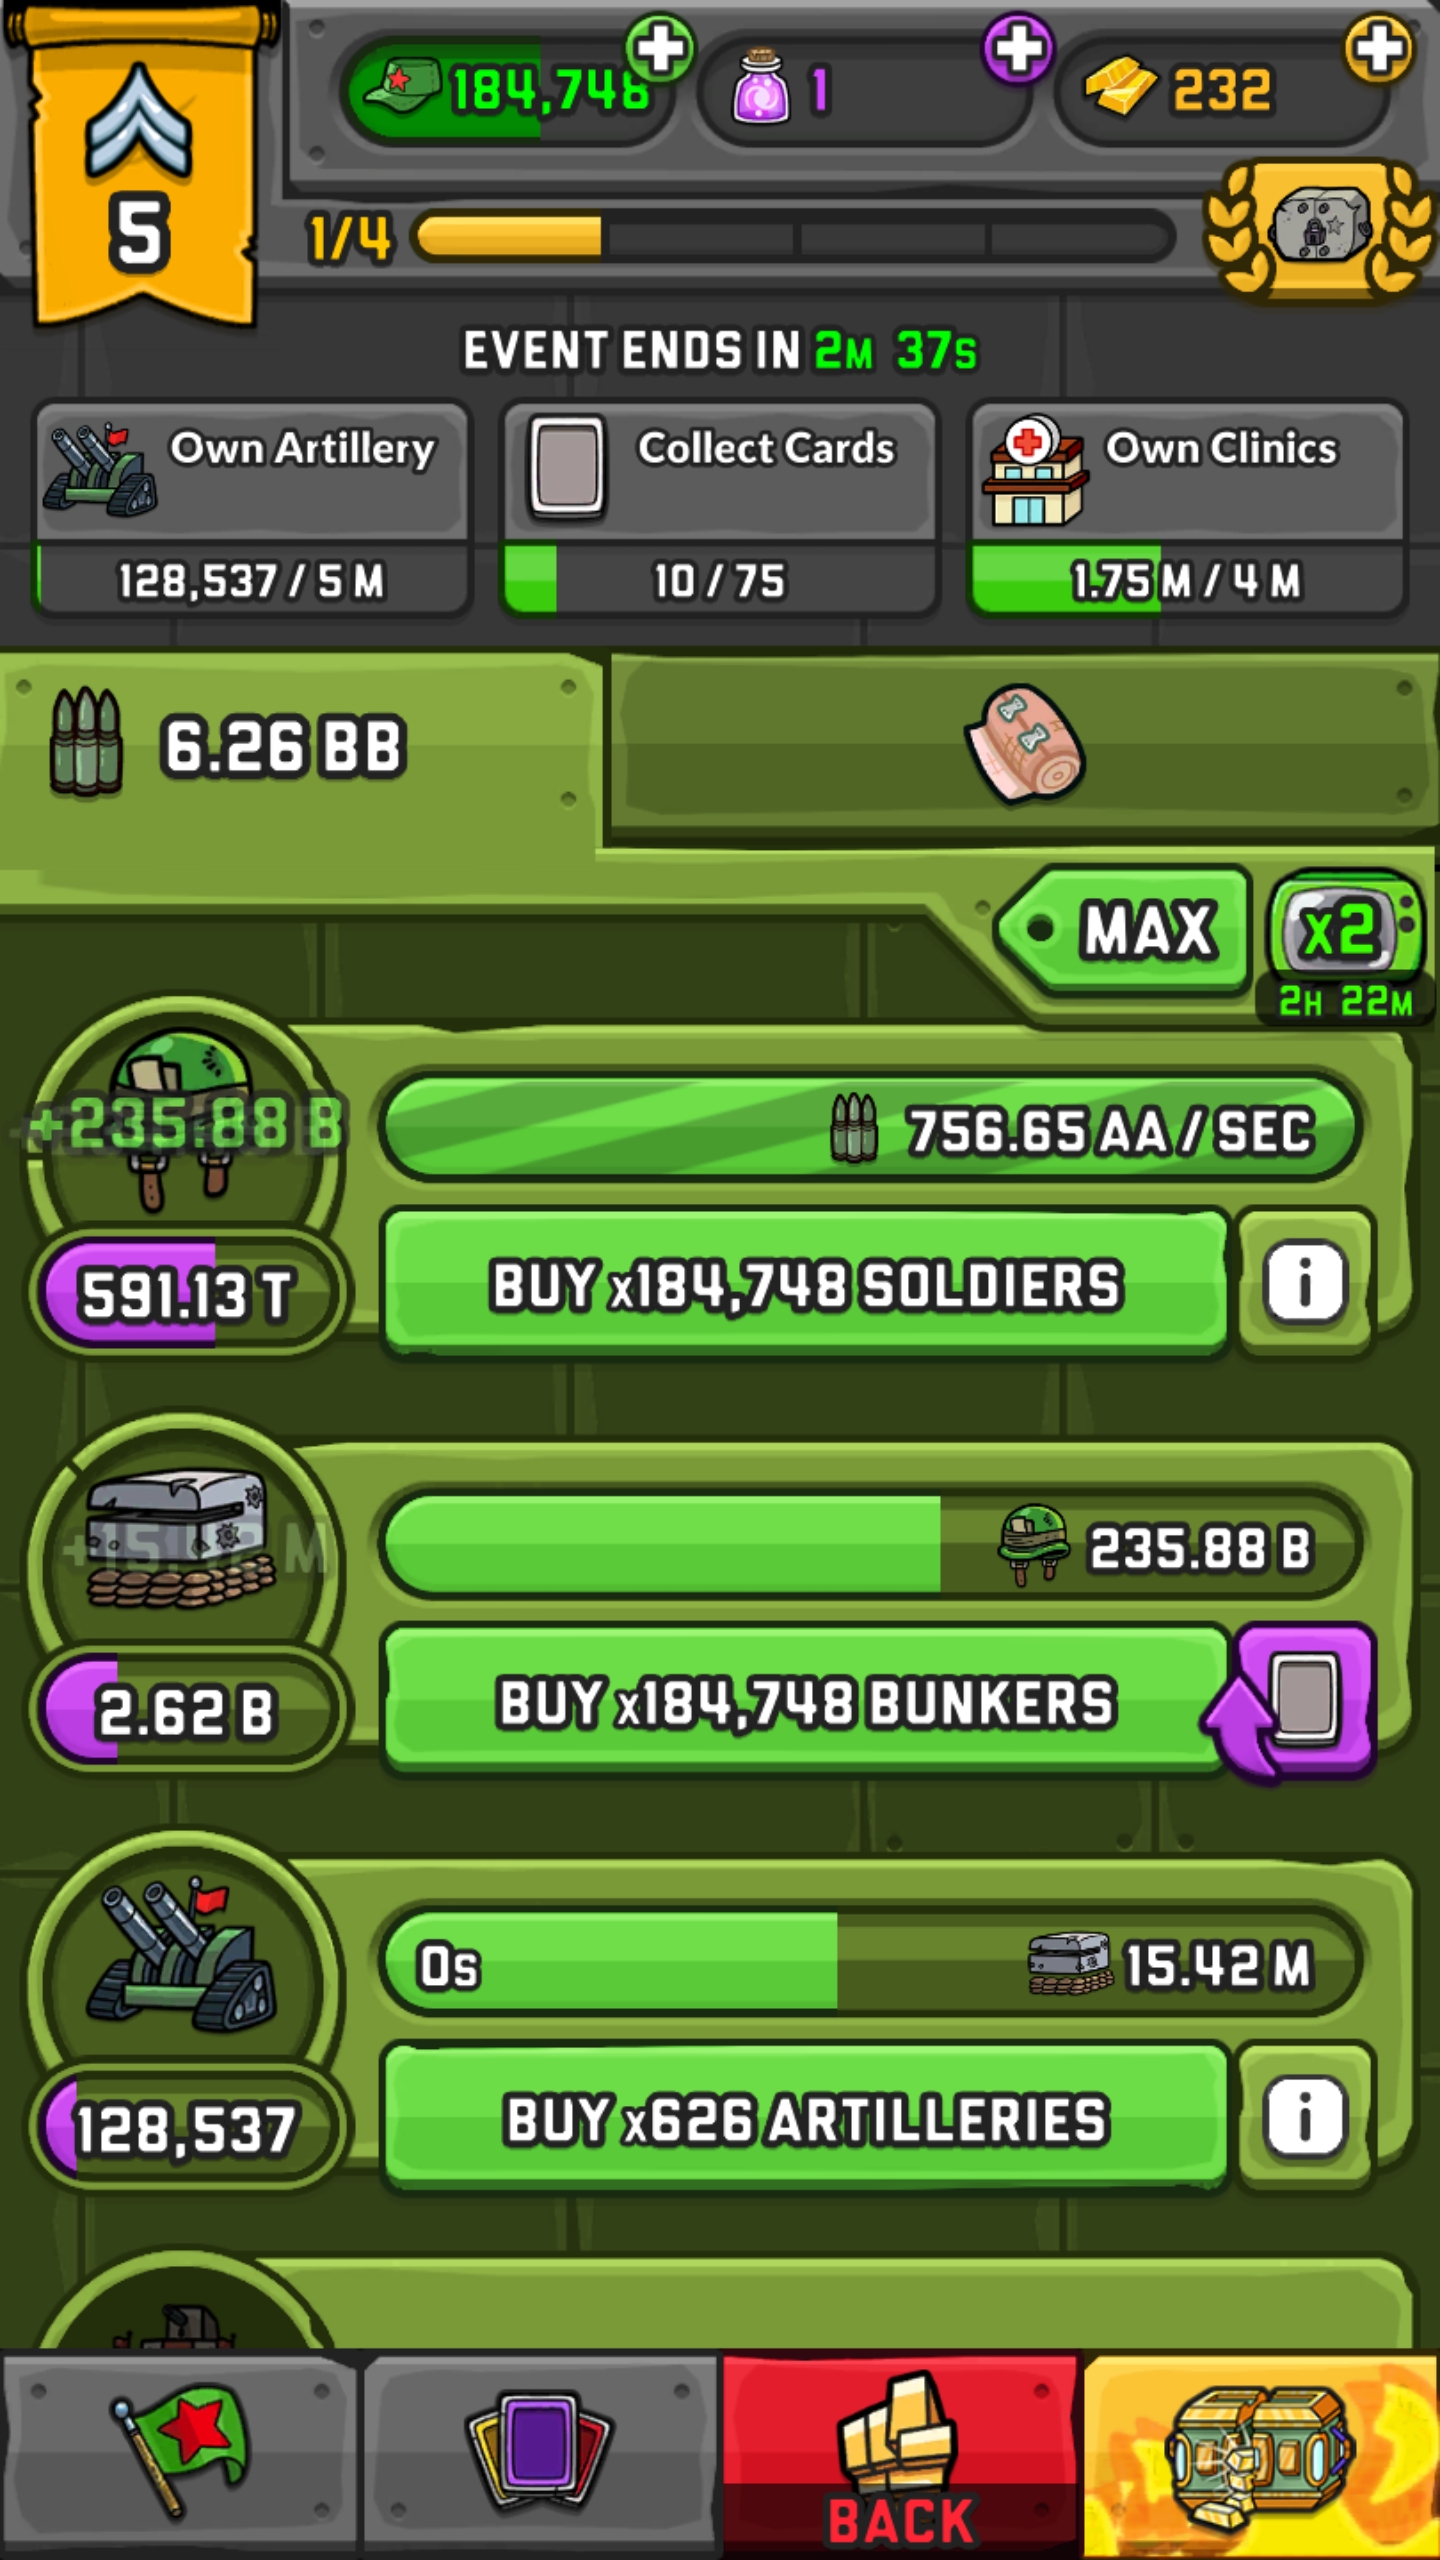 184,748
1
232
5
1/4
EVENT ENDS IN 2M 37S
Own Artillery
128,537 / 5 M
Collect Cards
10 / 75
Own Clinics
1.75 M / 4 M
6.26 BB
MAX
x2
2H 22M
+235.88 B
756.65 AA / SEC
591.13 T
BUY x184,748 SOLDIERS
i
+15.42 M
235.88 B
2.62 B
BUY x184,748 BUNKERS
0s
15.42 M
128,537
BUY x626 ARTILLERIES
i
BACK